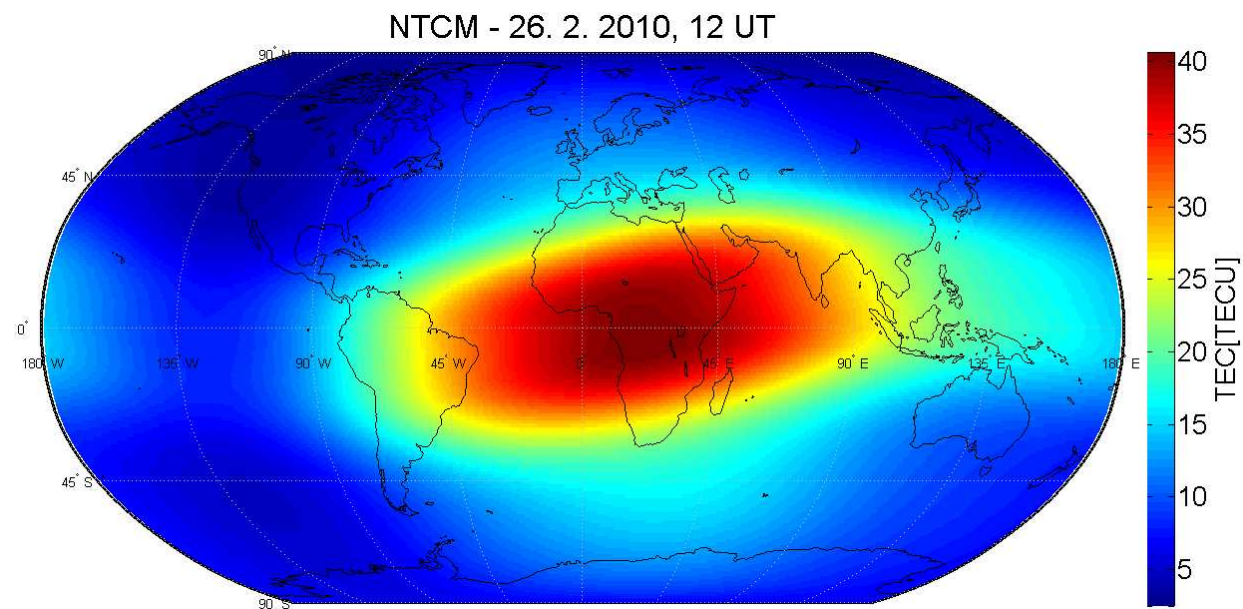 NTCM - 26. 2. 2010, 12 UT
90° N
45° N
0°
180° W
135° W
90° W
45° W
0°
45° E
90° E
135° E
180° E
45° S
90° S
40
35
30
25
20
15
10
5
TEC[TECU]